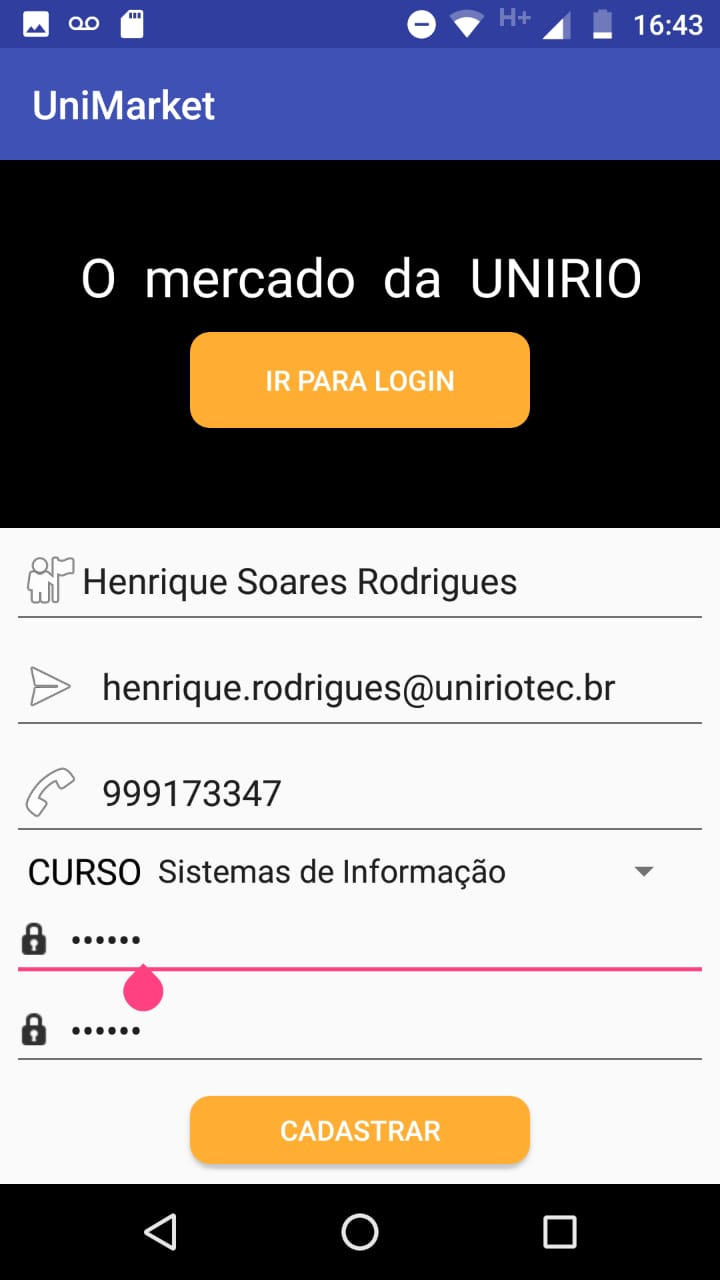 H+ 16:43
UniMarket
O mercado da UNIRIO
IR PARA LOGIN
Henrique Soares Rodrigues
henrique.rodrigues@uniriotec.br
999173347
CURSO Sistemas de Informação
••••••
••••••
CADASTRAR